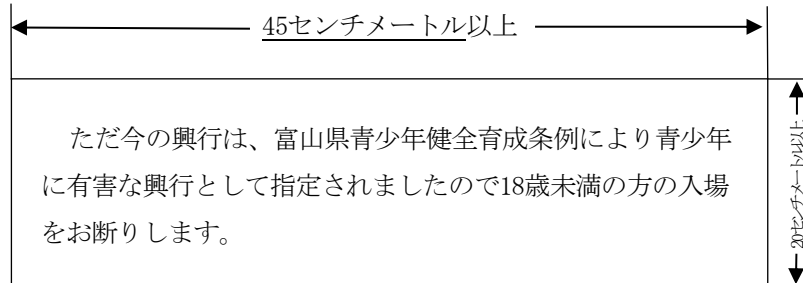 45センチメートル以上
ただ今の興行は、富山県青少年健全育成条例により青少年
に有害な興行として指定されましたので18歳未満の方の入場
をお断りします。
20センチメートル以上